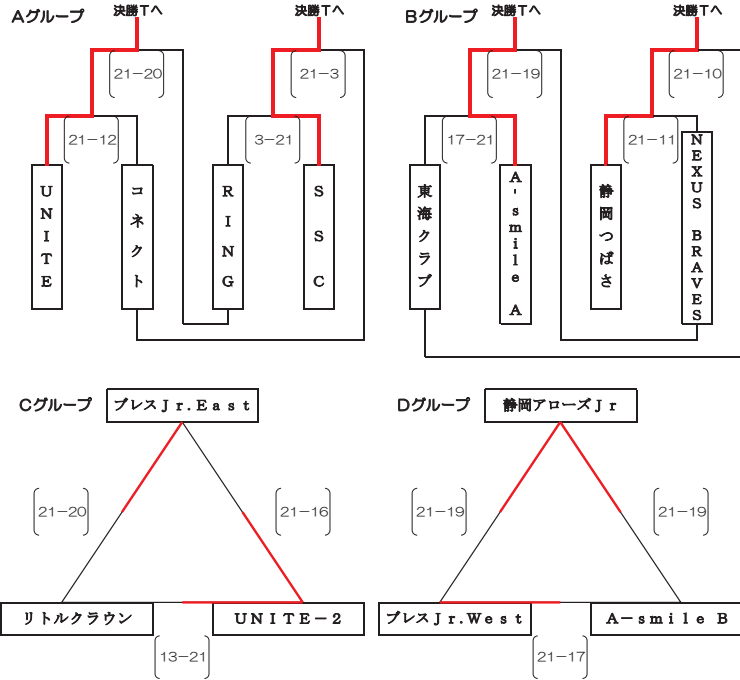 Aグループ
決勝Tへ
決勝Tへ
21−20
21−3
21−12
3−21
UNITE
コネクト
RING
SSC
Bグループ
決勝Tへ
決勝Tへ
21−19
21−10
17−21
21−11
東海クラブ
A'smile A
静岡つばさ
NEXUS BRAVES
Cグループ
ブレスJr.East
21−20
21−16
リトルクラウン
UNITE−2
13−21
Dグループ
静岡アローズJr
21−19
21−19
ブレスJr.West
A−smile B
21−17